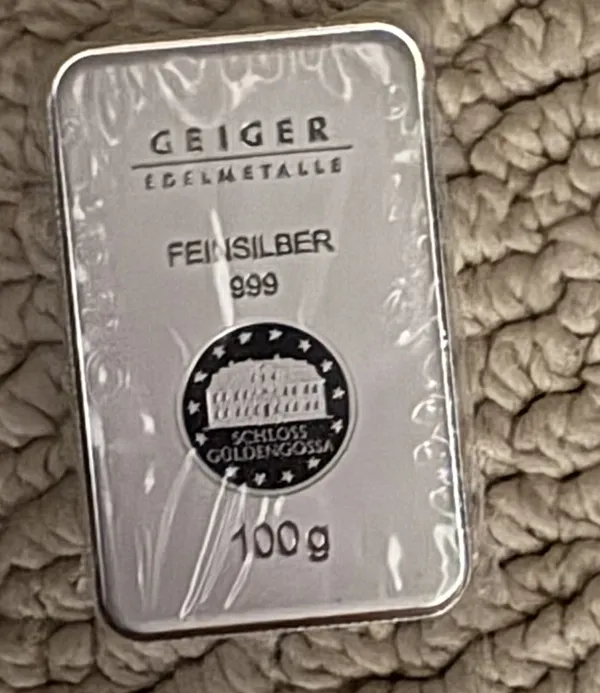 GEIGER
EDELMETALLE
FEINSILBER
999
SCHLOSS
GÜLDENGOSSA
100g